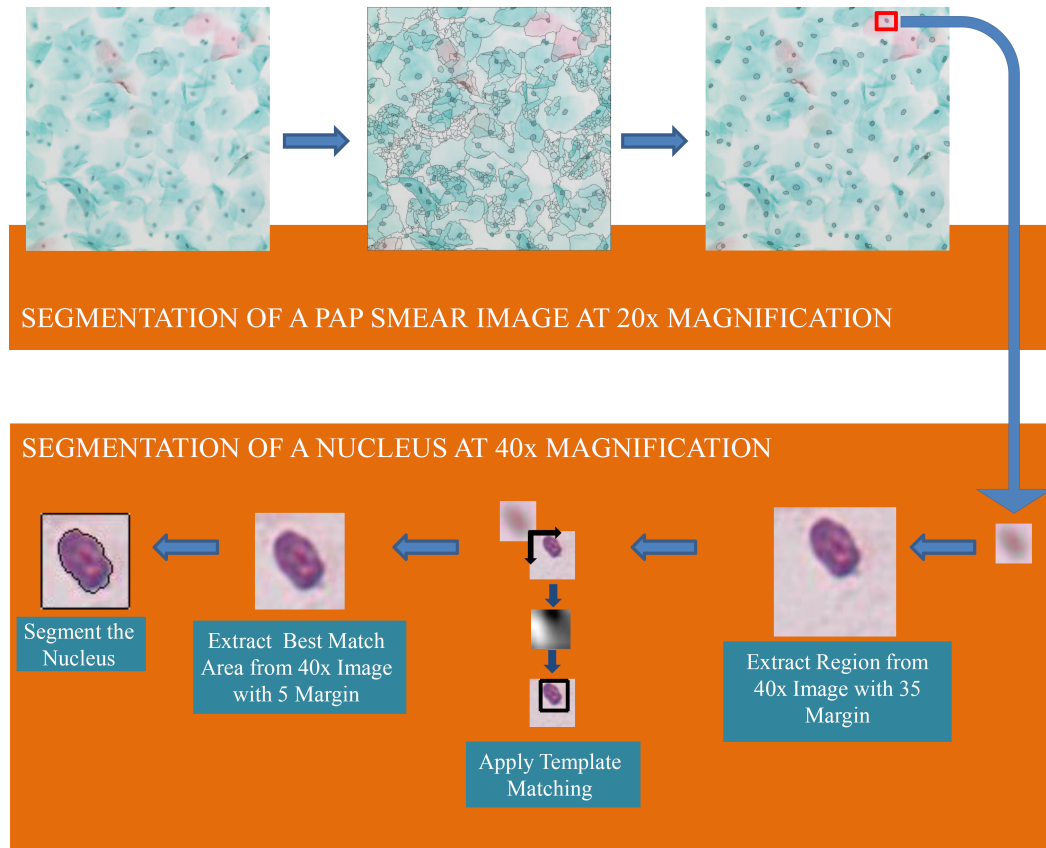 SEGMENTATION OF A PAP SMEAR IMAGE AT 20x MAGNIFICATION
SEGMENTATION OF A NUCLEUS AT 40x MAGNIFICATION
Segment the
Nucleus
Extract Best Match
Area from 40x Image
with 5 Margin
Apply Template
Matching
Extract Region from
40x Image with 35
Margin